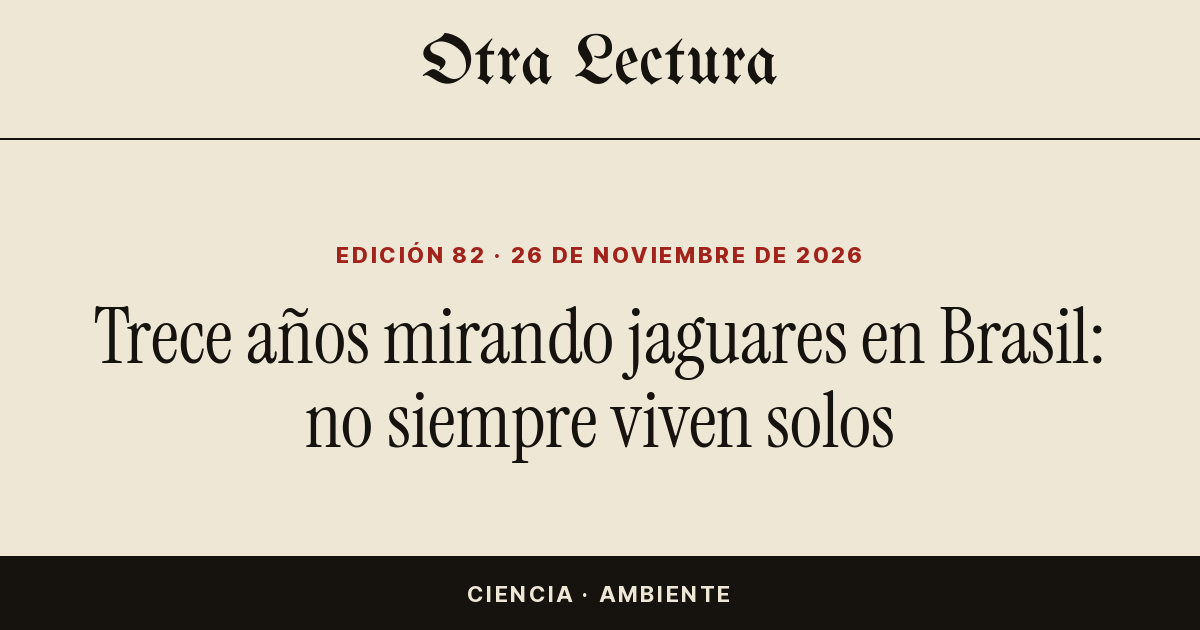 Otra Lectura
EDICIÓN 82 · 26 DE NOVIEMBRE DE 2026
Trece años mirando jaguares en Brasil:
no siempre viven solos
CIENCIA · AMBIENTE